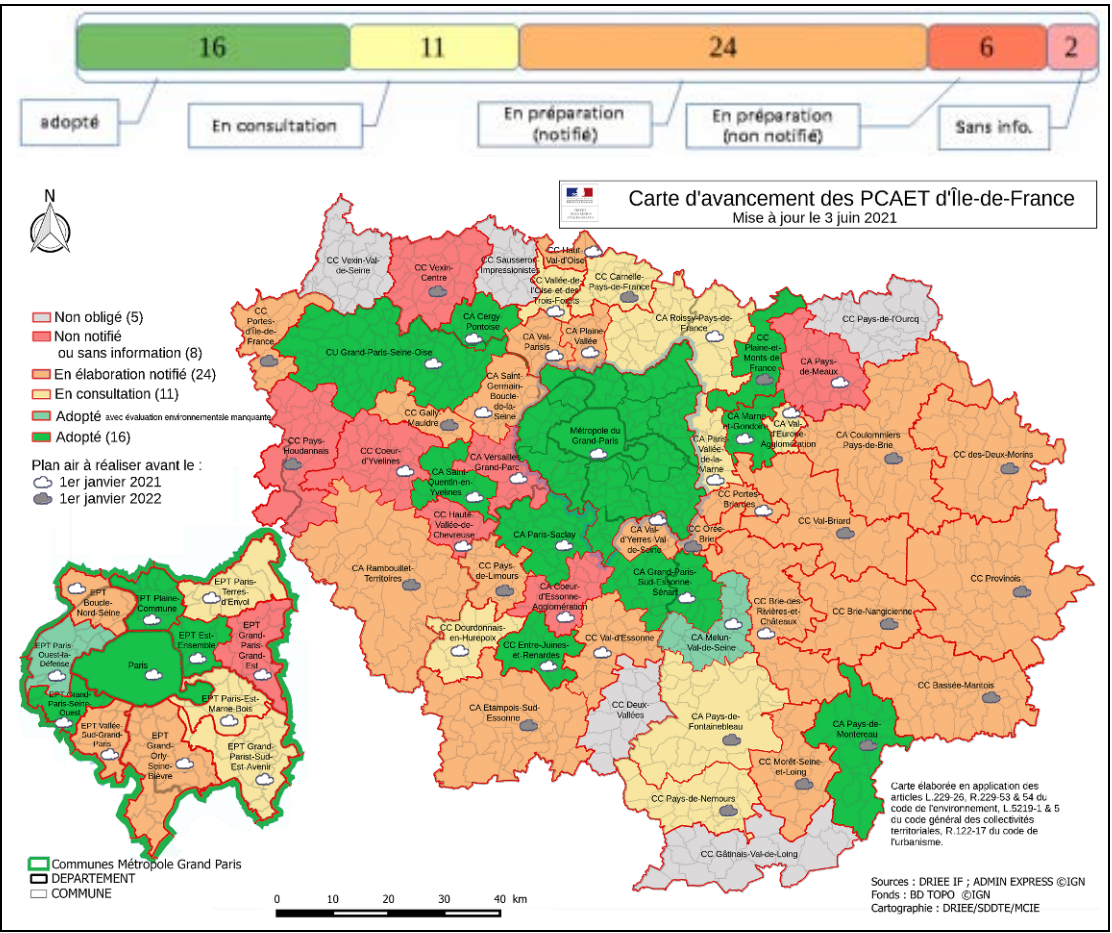 16
11
24
6
2
adopté
En consultation
En préparation
(notifié)
En préparation
(non notifié)
Sans info.
N
Carte d'avancement des PCAET d'Île-de-France
Mise à jour le 3 juin 2021
Non obligé (5)
Non notifié
ou sans information (8)
En élaboration notifié (24)
En consultation (11)
Adopté avec évaluation environnementale manquante
Adopté (16)
Plan air à réaliser avant le :
1er janvier 2021
1er janvier 2022
CC Vexin-Val-
de-Seine
CC Vexin-
Centre
CC Sausseron-
Impressionnistes
CC Haut-
Val-d'Oise
CC Vallée-de-
l'Oise et des
Trois-Forêts
CC Carnelle-
Pays-de-France
CC
Portes-
d'Île-de-
France
CU Grand-Paris-Seine-Oise
CA Cergy-
Pontoise
CA Val-
Parisis
CA Plaine-
Vallée
CA Roissy-Pays-de-
France
CC
Plaine-et-
Monts de
France
CC Pays-de-l'Ourcq
CA Pays-
de-Meaux
CA Saint-
Germain-
Boucle-
de-la-
Seine
CC Gally-
Mauldre
CC Pays-
Houdannais
CC Coeur-
d'Yvelines
CA Versailles
Grand-Parc
CA Saint-
Quentin-en-
Yvelines
Métropole du
Grand-Paris
CA Paris-
Vallée-
de-la-
Marne
CA Marne-
et-Gondoire
CA Val-
d'Europe-
Agglomération
CA Coulommiers
Pays-de-Brie
CC des-Deux-Morins
CC Haute
Vallée-de-
Chevreuse
CA Paris-Saclay
CA Val-
d'Yerres-Val
de-Seine
CC Portes-
Briardes
CC Orée-
Brie
CC Val-Briard
CA Rambouillet-
Territoires
CC Pays-
de-Limours
CA Coeur-
d'Essonne-
Agglomération
CA Grand-Paris-
Sud-Essonne-
Sénart
CC Provinois
CC Brie-des-
Rivières-et-
Châteaux
CC Brie-Nangicienne
CC Dourdonnais-
en-Hurepoix
CC Entre-Juines-
et-Renardes
CC Val-d'Essonne
CA Melun-
Val-de-Seine
CC Bassée-Montois
CA Etampois-Sud-
Essonne
CC Deux-
Vallées
CA Pays-de-
Fontainebleau
CA Pays-de-
Montereau
CC Morêt-Seine-
et-Loing
CC Pays-de-Nemours
CC Gâtinais-Val-de-Loing
EPT
Boucle-
Nord-Seine
EPT Plaine-
Commune
EPT Paris-
Terres-
d'Envol
EPT Paris-
Ouest-la-
Défense
Paris
EPT Est-
Ensemble
EPT
Grand-
Paris-
Grand-
Est
EPT Grand-
Paris-Seine-
Ouest
EPT Paris-Est-
Marne-Bois
EPT Vallée-
Sud-Grand-
Paris
EPT
Grand-
Orly
Seine-
Bièvre
EPT Grand-
Parist-Sud-
Est-Avenir
Communes Métropole Grand Paris
DEPARTEMENT
COMMUNE
0 10 20 30 40 km
Carte élaborée en application des
articles L.229-26, R.229-53 & 54 du
code de l'environnement, L.5219-1 & 5
du code général des collectivités
territoriales, R.122-17 du code de
l'urbanisme.
Sources : DRIEE IF ; ADMIN EXPRESS ©IGN
Fonds : BD TOPO ©IGN
Cartographie : DRIEE/SDDTE/MCIE